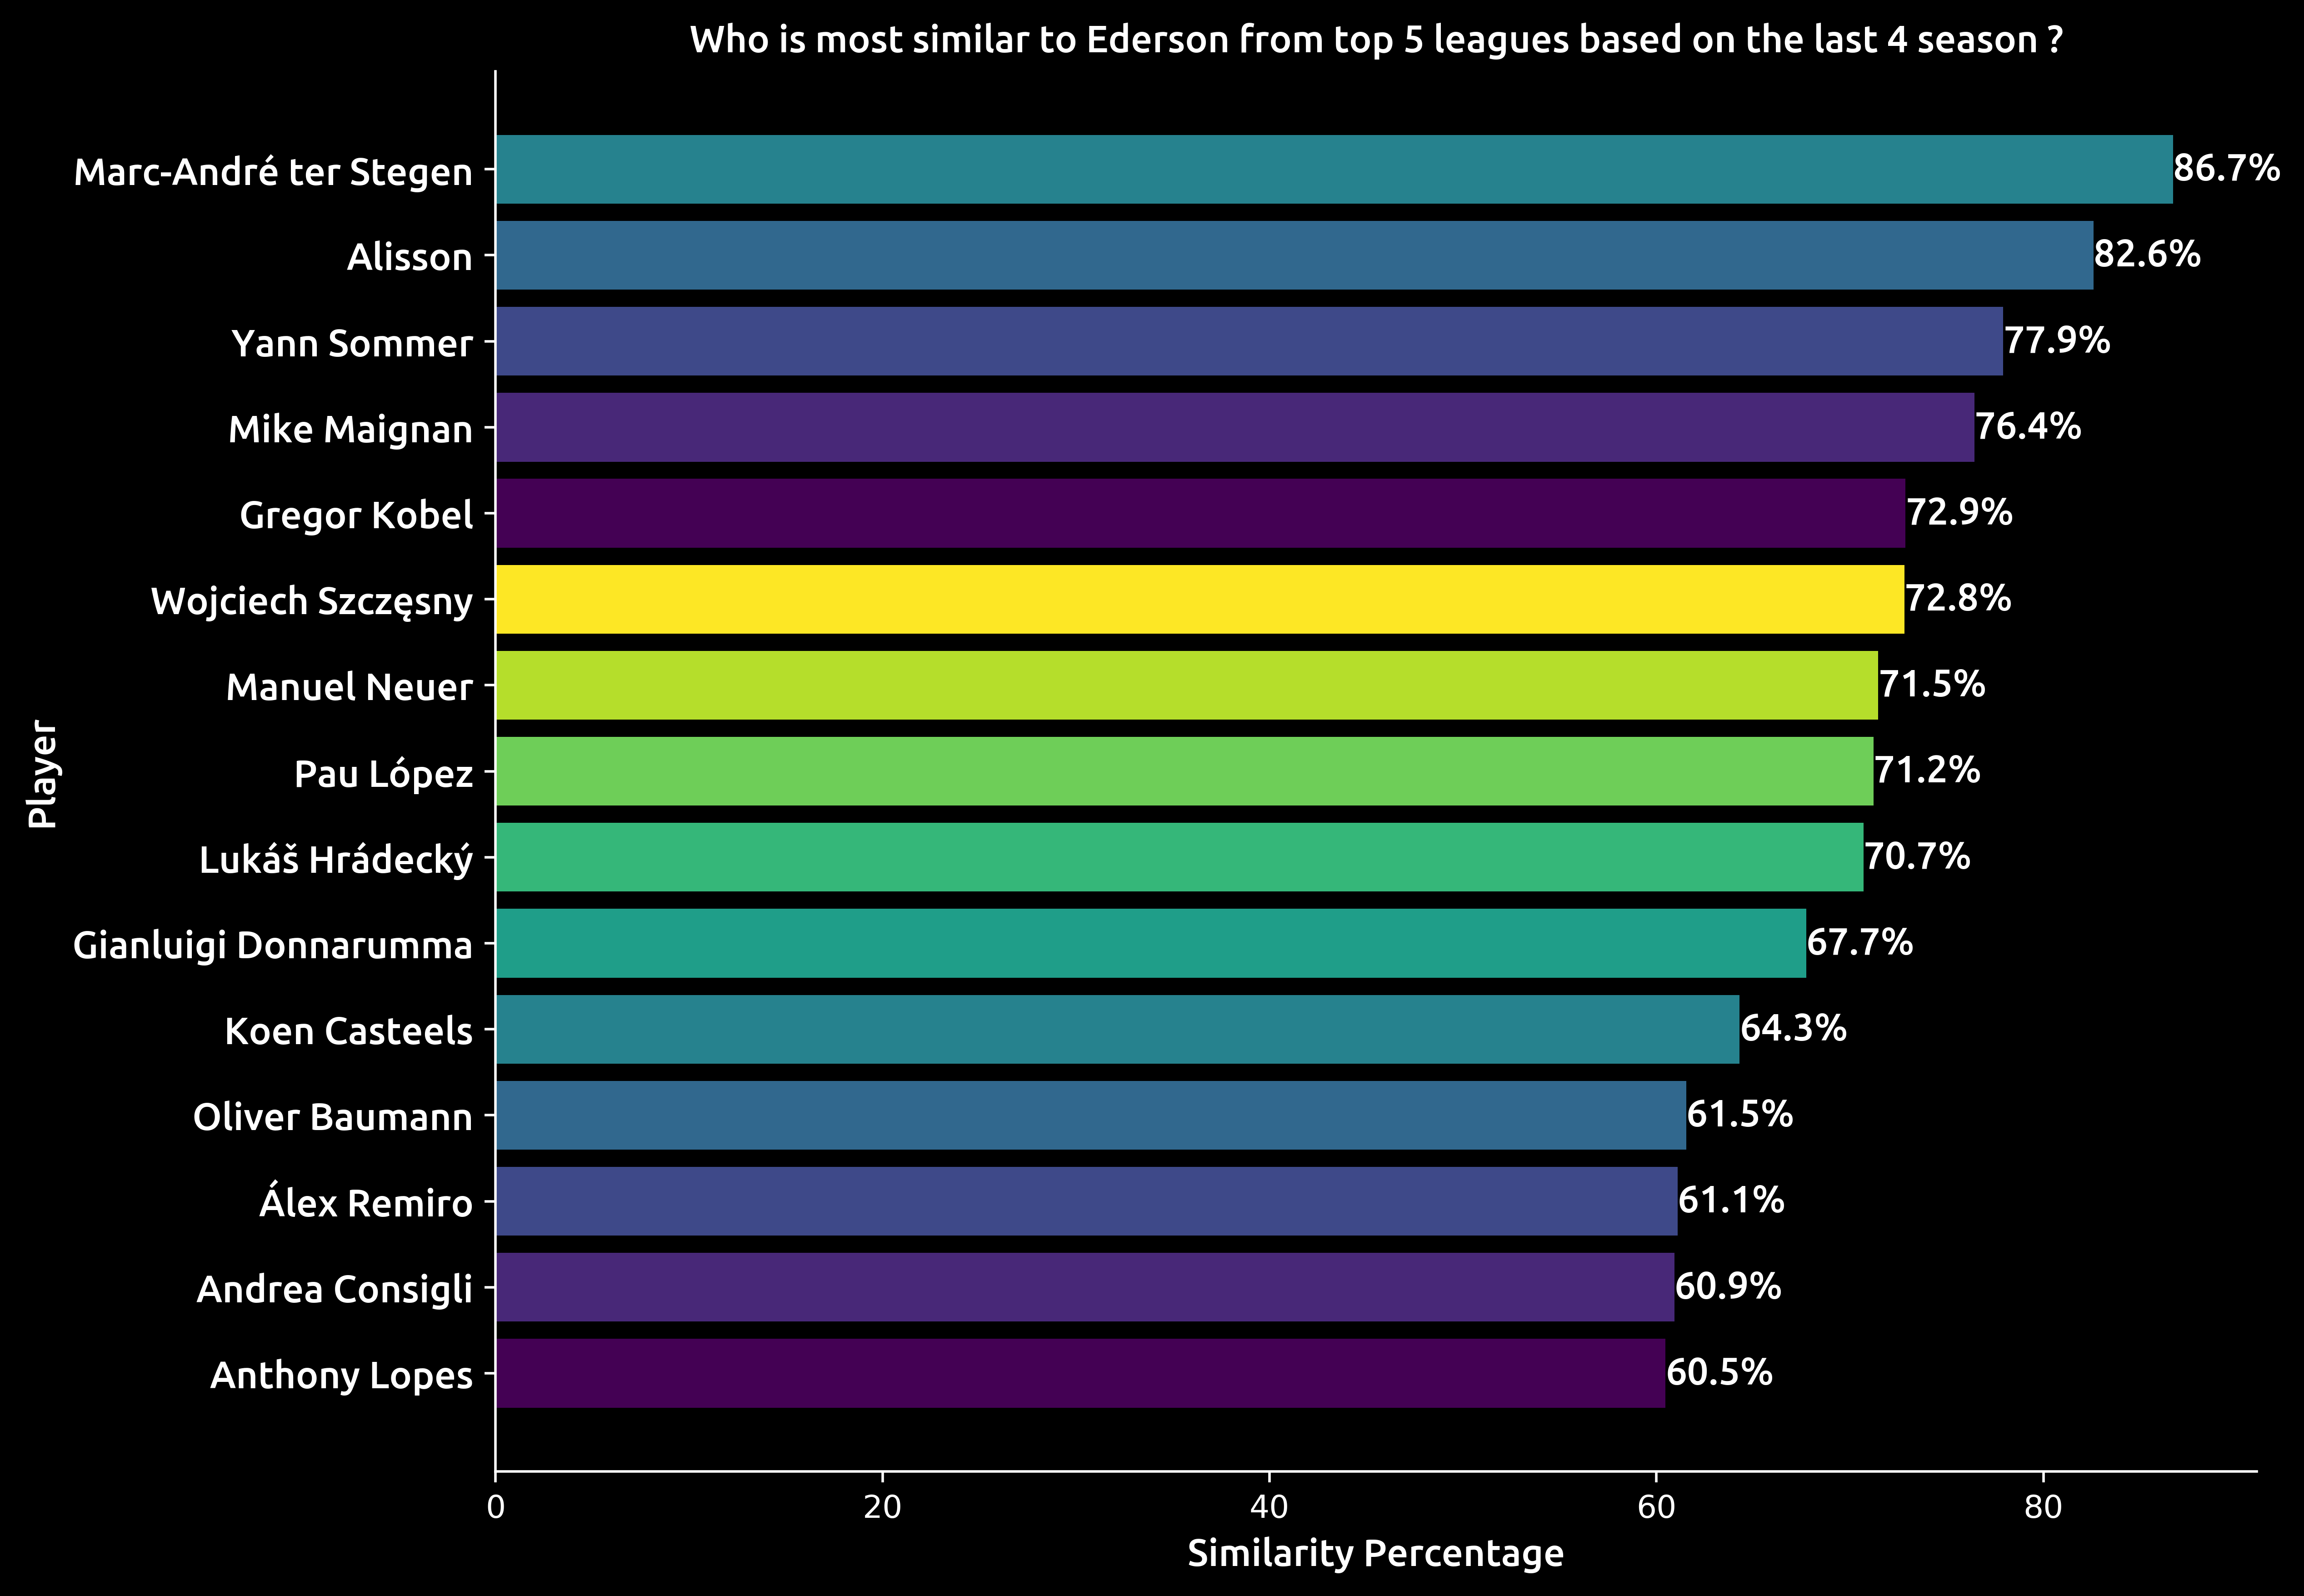 Who is most similar to Ederson from top 5 leagues based on the last 4 season ?
Marc-André ter Stegen 86.7%
Alisson 82.6%
Yann Sommer 77.9%
Mike Maignan 76.4%
Gregor Kobel 72.9%
Wojciech Szczęsny 72.8%
Manuel Neuer 71.5%
Pau López 71.2%
Lukáš Hrádecký 70.7%
Gianluigi Donnarumma 67.7%
Koen Casteels 64.3%
Oliver Baumann 61.5%
Álex Remiro 61.1%
Andrea Consigli 60.9%
Anthony Lopes 60.5%
Player
0 20 40 60 80
Similarity Percentage